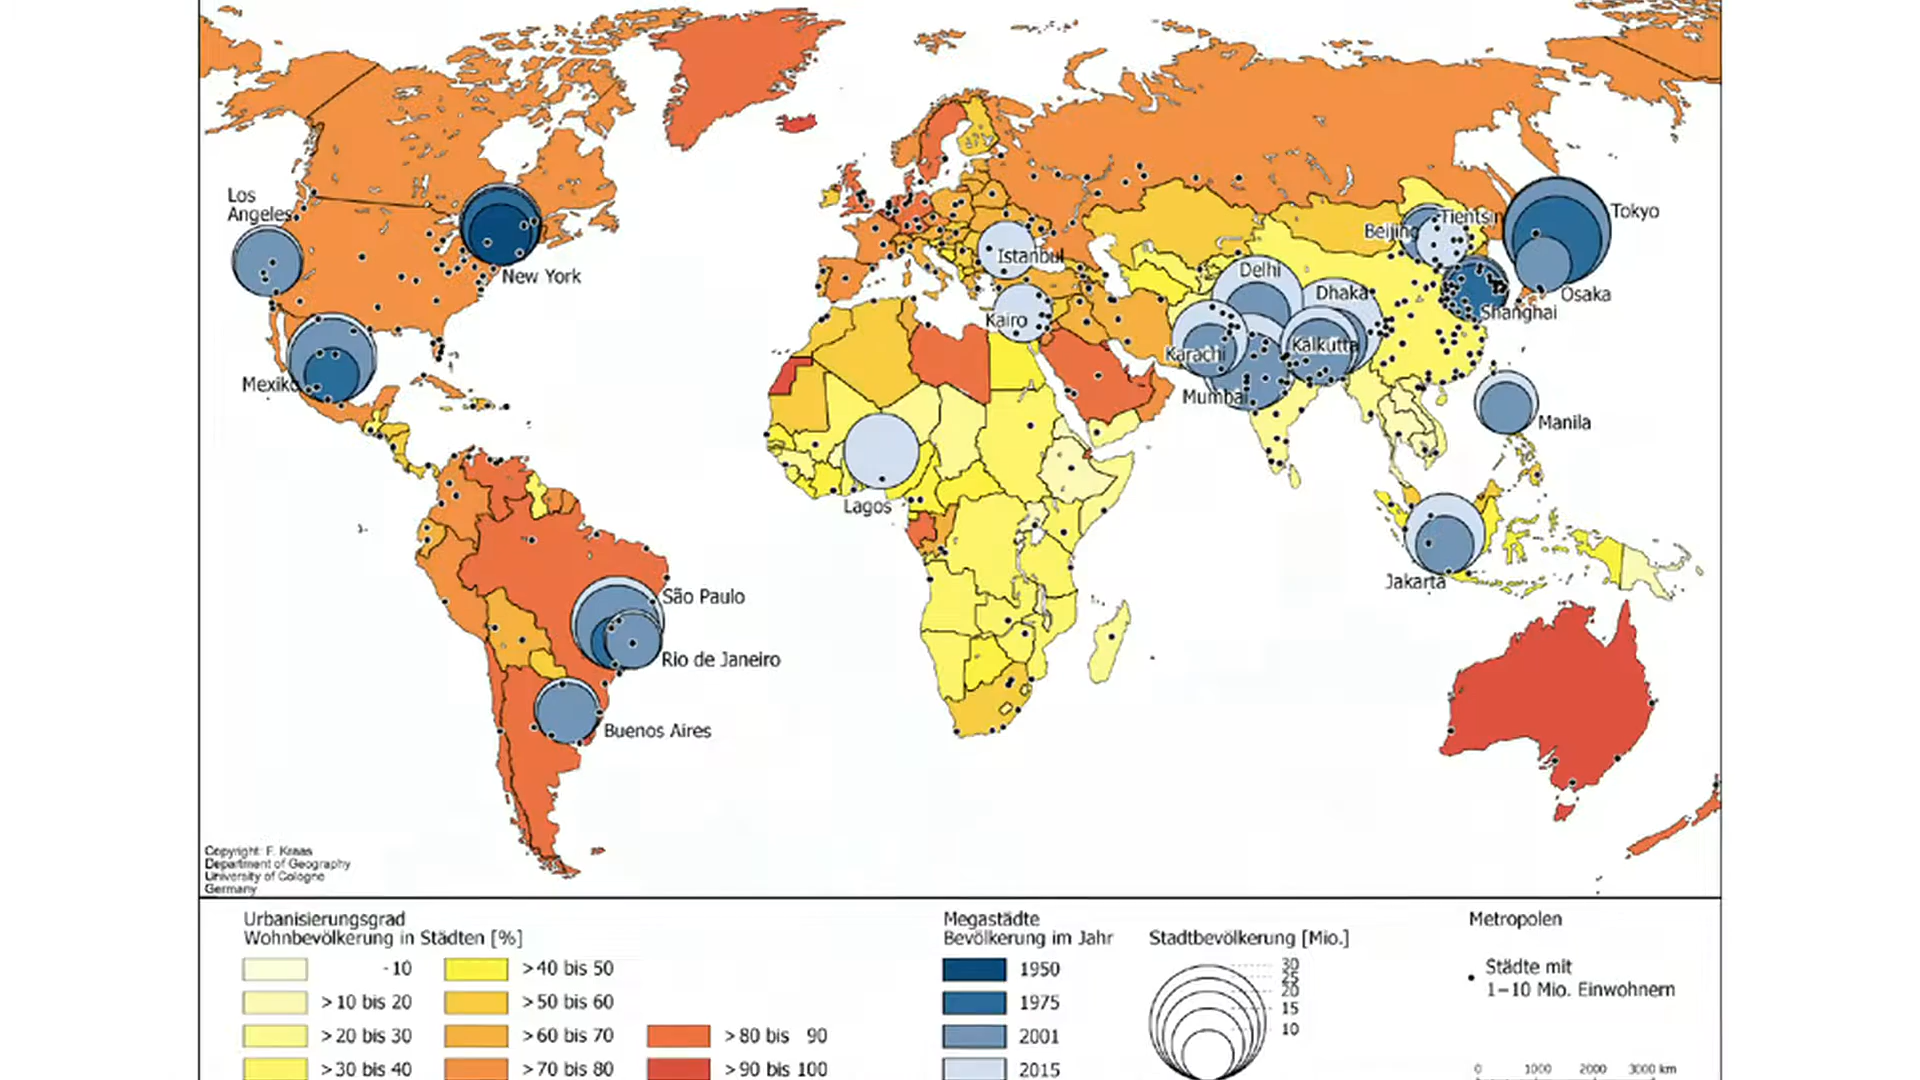 Los
Angeles
New York
Mexiko
São Paulo
Rio de Janeiro
Buenos Aires
Istanbul
Kairo
Lagos
Delhi
Dhaka
Karachi
Kalkutta
Mumbai
Beijing
Tientsin
Tokyo
Osaka
Shanghai
Manila
Jakarta
Copyright: F. Kraas
Department of Geography
University of Cologne
Germany
Urbanisierungsgrad
Wohnbevölkerung in Städten [%]
-10
>10 bis 20
>20 bis 30
>30 bis 40
>40 bis 50
>50 bis 60
>60 bis 70
>70 bis 80
>80 bis 90
>90 bis 100
Megastädte
Bevölkerung im Jahr
1950
1975
2001
2015
Stadtbevölkerung [Mio.]
30
25
20
15
10
Metropolen
Städte mit
1–10 Mio. Einwohnern
0 1000 2000 3000 km